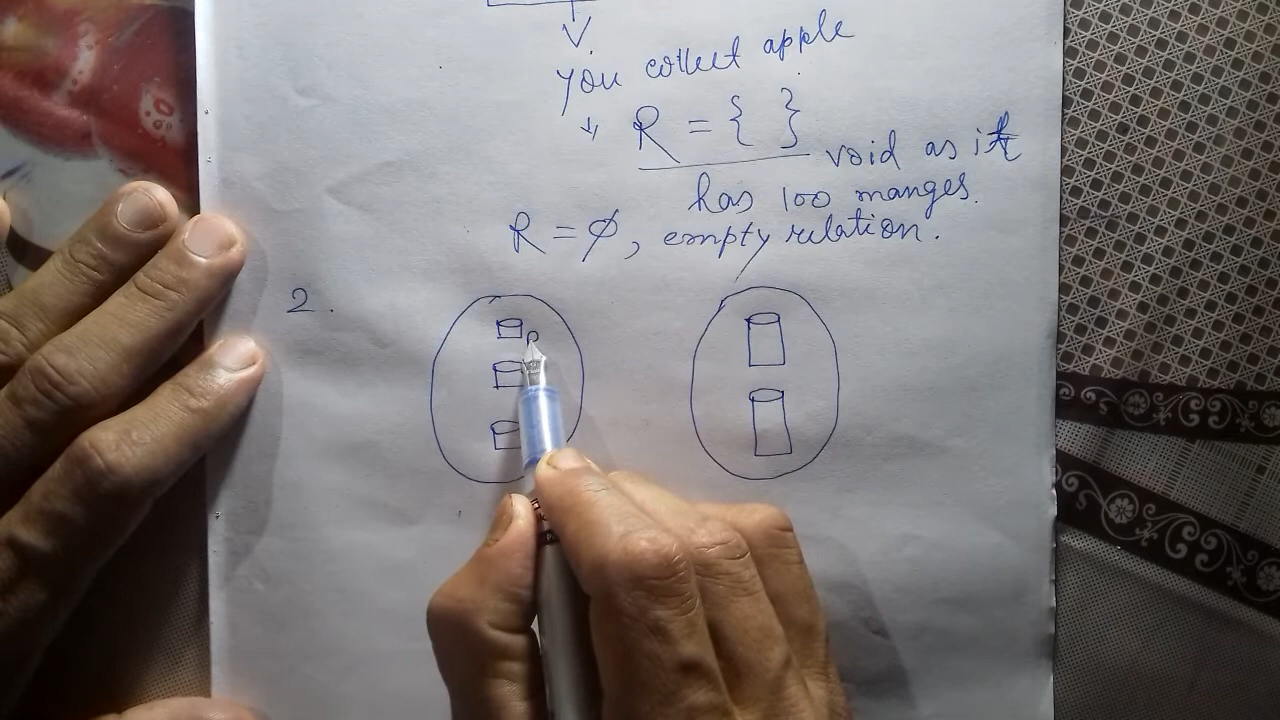 You collect apple
R = { }
void as it
has 100 manges.
R = ∅, empty relation.
2.